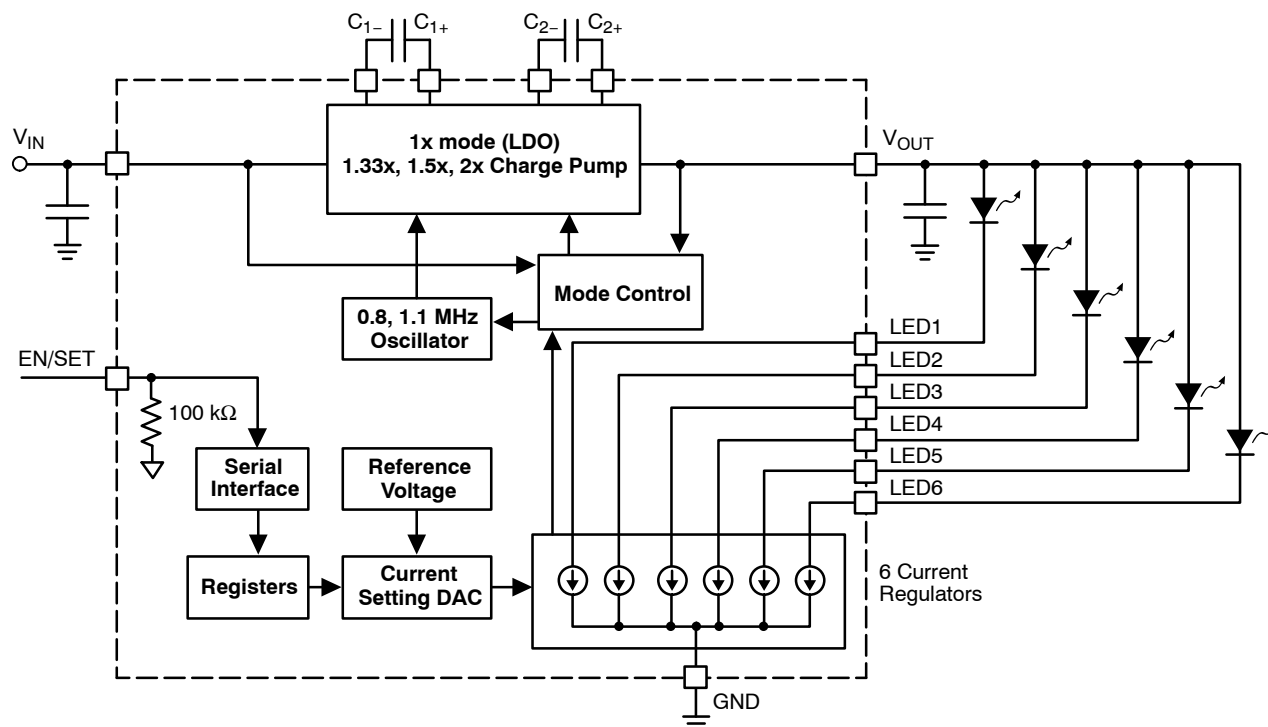 C1− C1+ C2− C2+
VIN
1x mode (LDO)
1.33x, 1.5x, 2x Charge Pump
VOUT
Mode Control
0.8, 1.1 MHz
Oscillator
EN/SET
100 kΩ
LED1
LED2
LED3
LED4
LED5
LED6
Serial
Interface
Reference
Voltage
Registers
Current
Setting DAC
6 Current
Regulators
GND